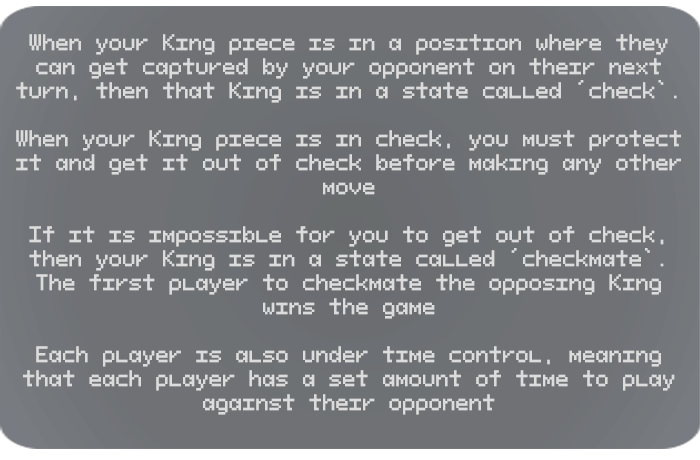 When your King piece is in a position where they
can get captured by your opponent on their next
turn, then that King is in a state called ´check`.
When your King piece is in check, you must protect
it and get it out of check before making any other
move
If it is impossible for you to get out of check,
then your King is in a state called ´checkmate`.
The first player to checkmate the opposing King
wins the game
Each player is also under time control, meaning
that each player has a set amount of time to play
against their opponent